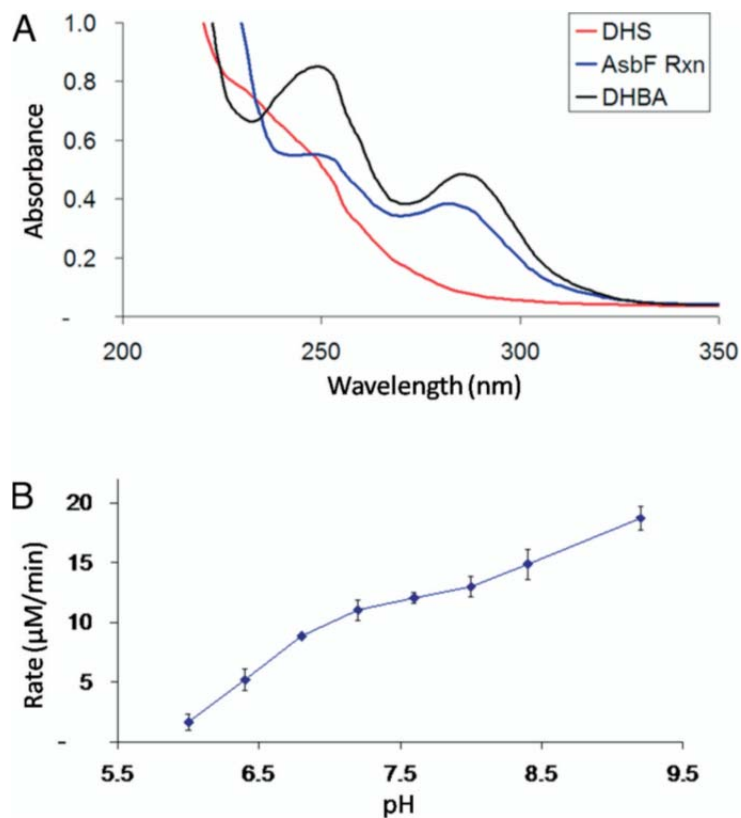 A
Absorbance
1.0
0.8
0.6
0.4
0.2
-
DHS
AsbF Rxn
DHBA
200 250 300 350
Wavelength (nm)
B
Rate (µM/min)
20
15
10
5
-
5.5 6.5 7.5 8.5 9.5
pH